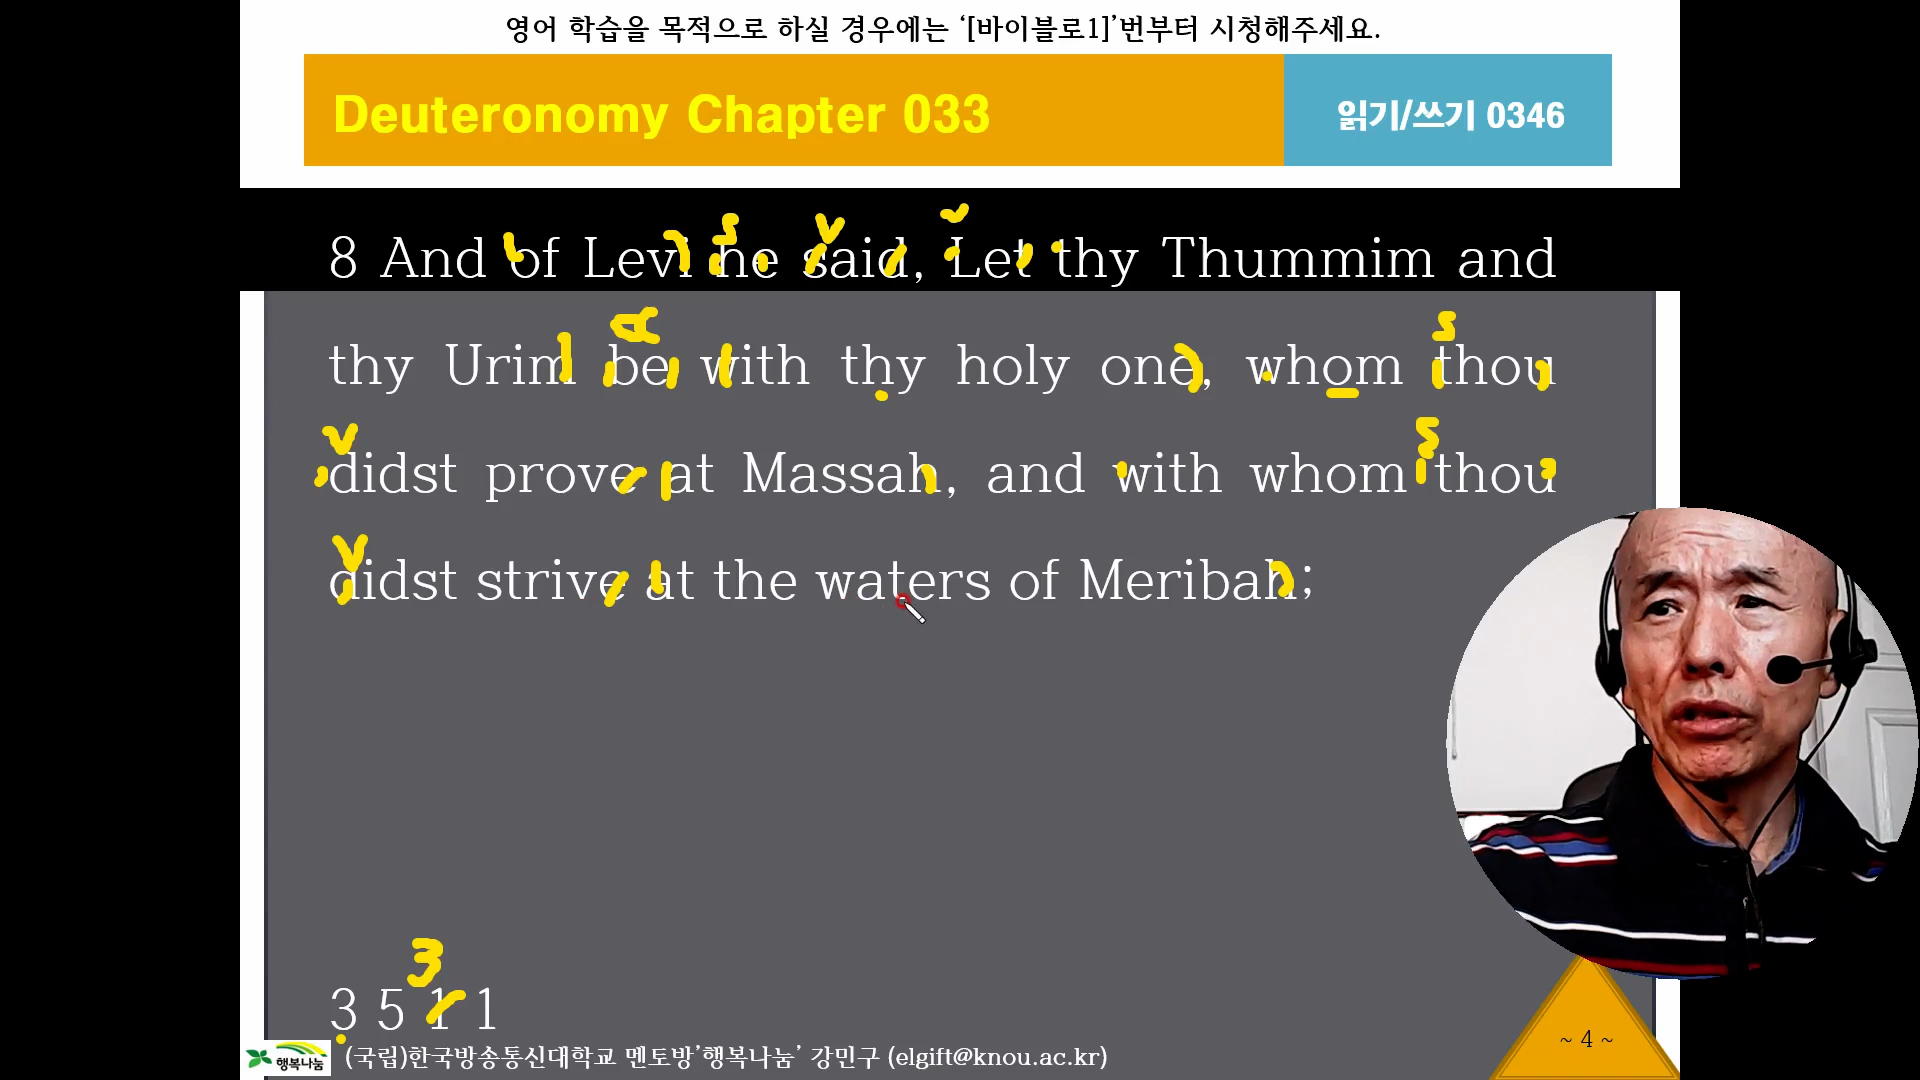 영어 학습을 목적으로 하실 경우에는 ‘[바이블로1]’번부터 시청해주세요.
Deuteronomy Chapter 033
읽기/쓰기 0346
8 And of Levi he said, Let thy Thummim and
thy Urim be with thy holy one, whom thou
didst prove at Massah, and with whom thou
didst strive at the waters of Meribah;
3
3 5 1 1
행복나눔
(국립)한국방송통신대학교 멘토방’행복나눔’ 강민구 (elgift@knou.ac.kr)
~ 4 ~